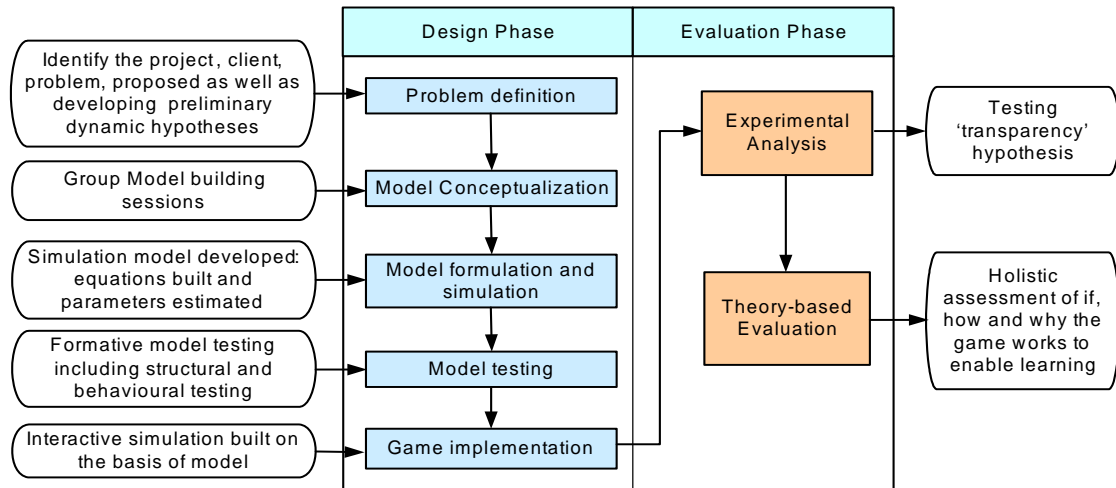 Design Phase
Evaluation Phase
Identify the project , client,
problem, proposed as well as
developing preliminary
dynamic hypotheses
Problem definition
Group Model building
sessions
Model Conceptualization
Simulation model developed:
equations built and
parameters estimated
Model formulation and
simulation
Formative model testing
including structural and
behavioural testing
Model testing
Interactive simulation built on
the basis of model
Game implementation
Experimental
Analysis
Testing
‘transparency’
hypothesis
Theory-based
Evaluation
Holistic
assessment of if,
how and why the
game works to
enable learning